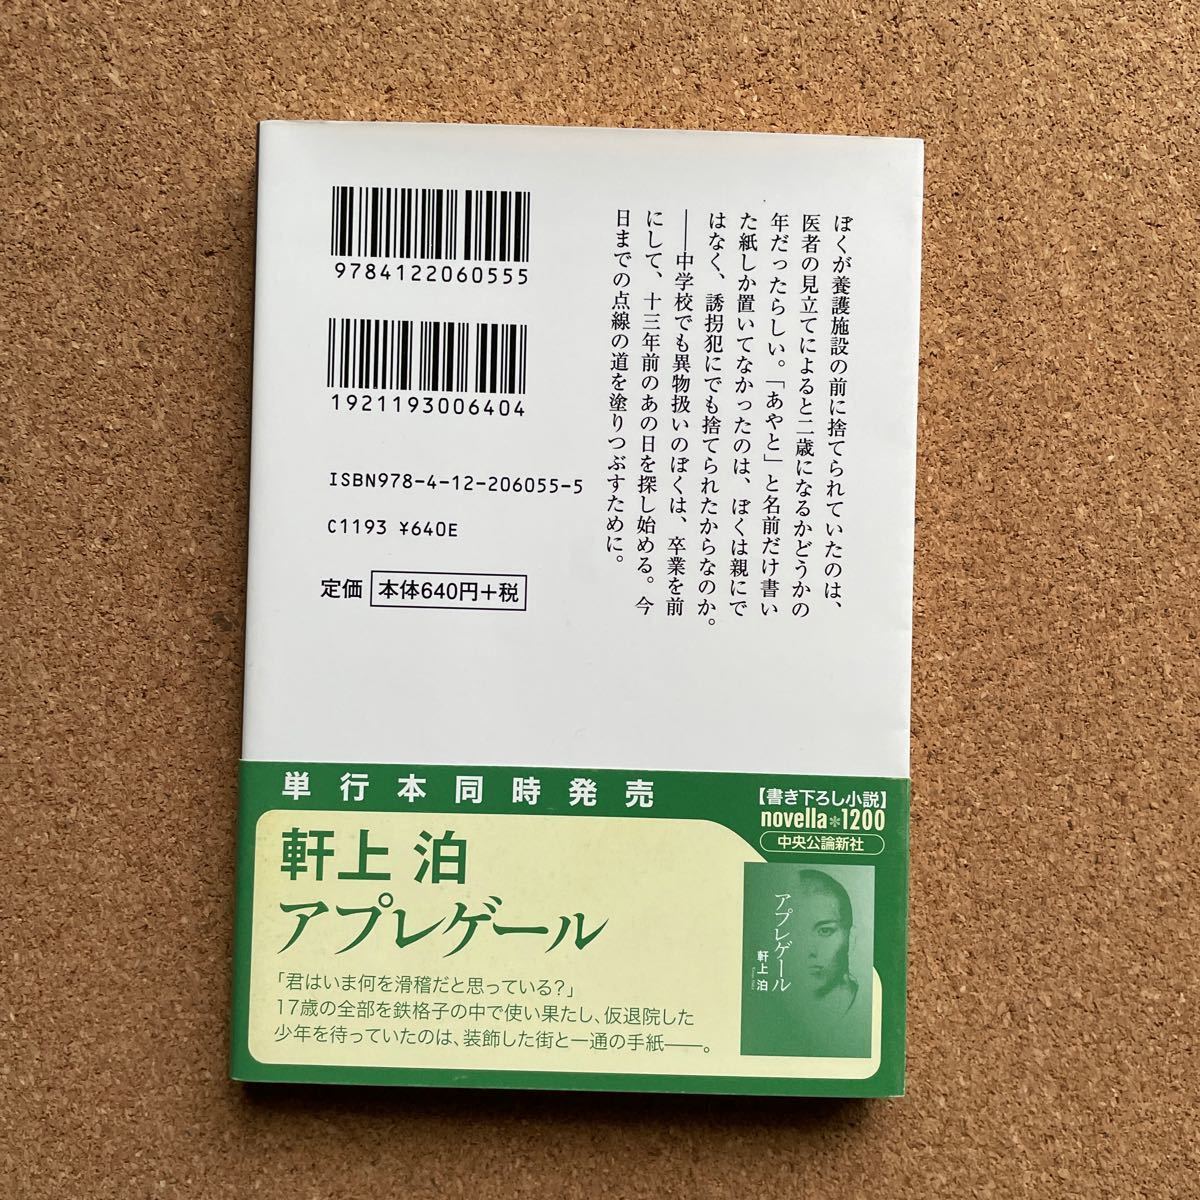 ぼくが養護施設の前に捨てられていたのは、
医者の見立てによると二歳になるかどうかの
年だったらしい。「あやと」と名前だけ書い
た紙しか置いてなかったのは、ぼくは親にで
はなく、誘拐犯にでも捨てられたからなのか。
――中学校でも異物扱いのぼくは、卒業を前
にして、十三年前のあの日を探し始める。今
日までの点線の道を塗りつぶすために。
9784122060555
1921193006404
ISBN978-4-12-206055-5
C1193 ¥640E
定価 本体640円+税
単行本同時発売
【書き下ろし小説】
novella*1200
中央公論新社
軒上 泊
アプレゲール
「君はいま何を滑稽だと思っている?」
17歳の全部を鉄格子の中で使い果たし、仮退院した
少年を待っていたのは、装飾した街と一通の手紙――。
アプレゲール
軒上 泊